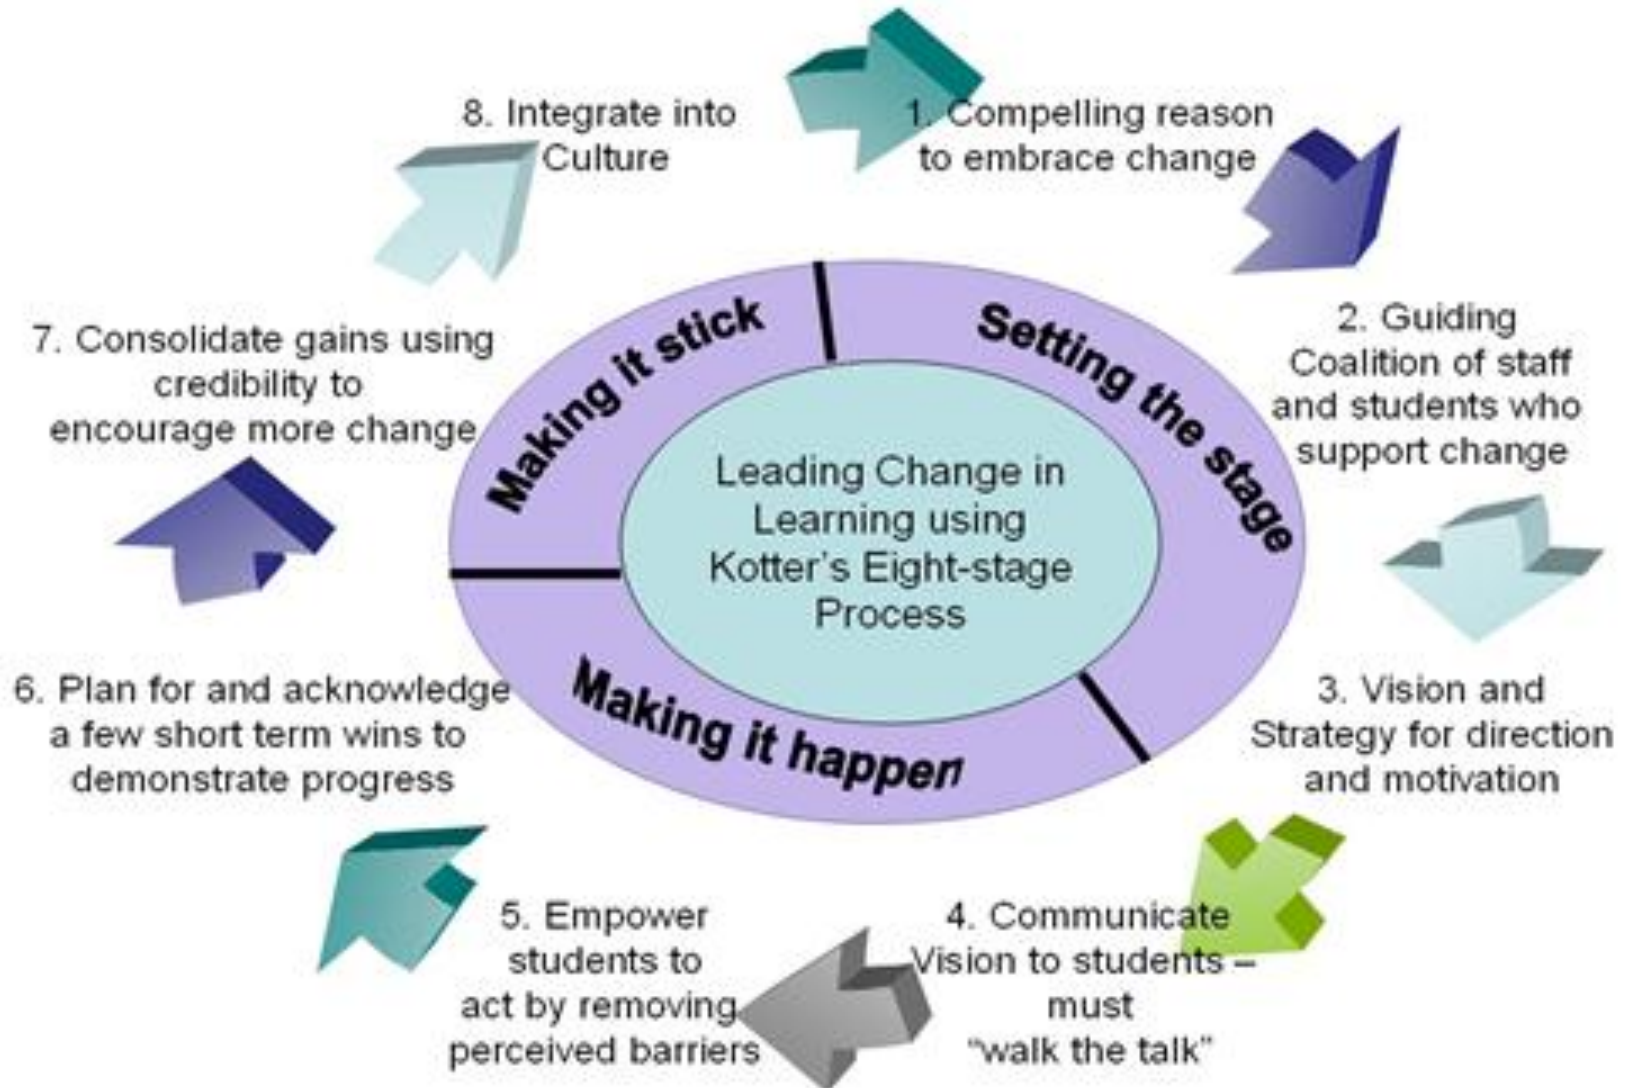 8. Integrate into
Culture
1. Compelling reason
to embrace change
2. Guiding
Coalition of staff
and students who
support change
3. Vision and
Strategy for direction
and motivation
4. Communicate
Vision to students –
must
“walk the talk”
5. Empower
students to
act by removing
perceived barriers
6. Plan for and acknowledge
a few short term wins to
demonstrate progress
7. Consolidate gains using
credibility to
encourage more change
Making it stick
Setting the stage
Making it happen
Leading Change in
Learning using
Kotter’s Eight-stage
Process